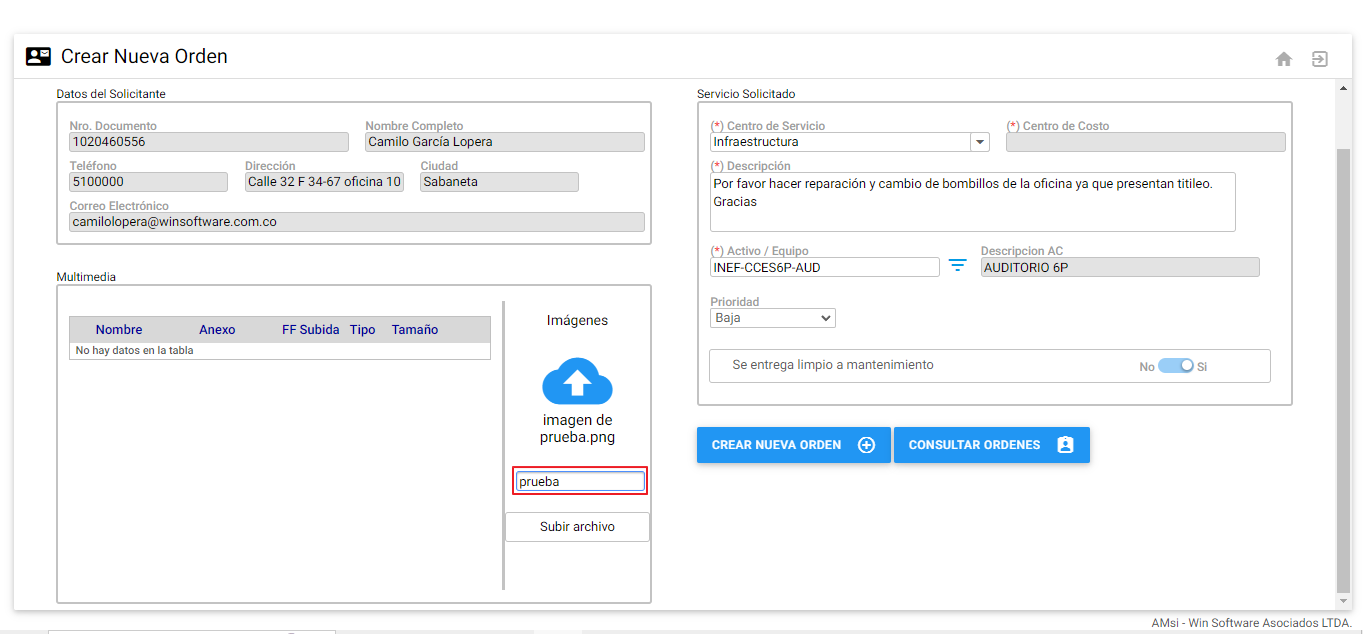 Crear Nueva Orden
Datos del Solicitante
Nro. Documento
Nombre Completo
1020460556
Camilo García Lopera
Teléfono
Dirección
Ciudad
5100000
Calle 32 F 34-67 oficina 10
Sabaneta
Correo Electrónico
camilolopera@winsoftware.com.co
Multimedia
Nombre Anexo FF Subida Tipo Tamaño
No hay datos en la tabla
Imágenes
imagen de
prueba.png
prueba
Subir archivo
Servicio Solicitado
(*) Centro de Servicio
(*) Centro de Costo
Infraestructura
(*) Descripción
Por favor hacer reparación y cambio de bombillos de la oficina ya que presentan titileo.
Gracias
(*) Activo / Equipo
Descripcion AC
INEF-CCES6P-AUD
AUDITORIO 6P
Prioridad
Baja
Se entrega limpio a mantenimiento
No Si
CREAR NUEVA ORDEN
CONSULTAR ORDENES
AMsi - Win Software Asociados LTDA.